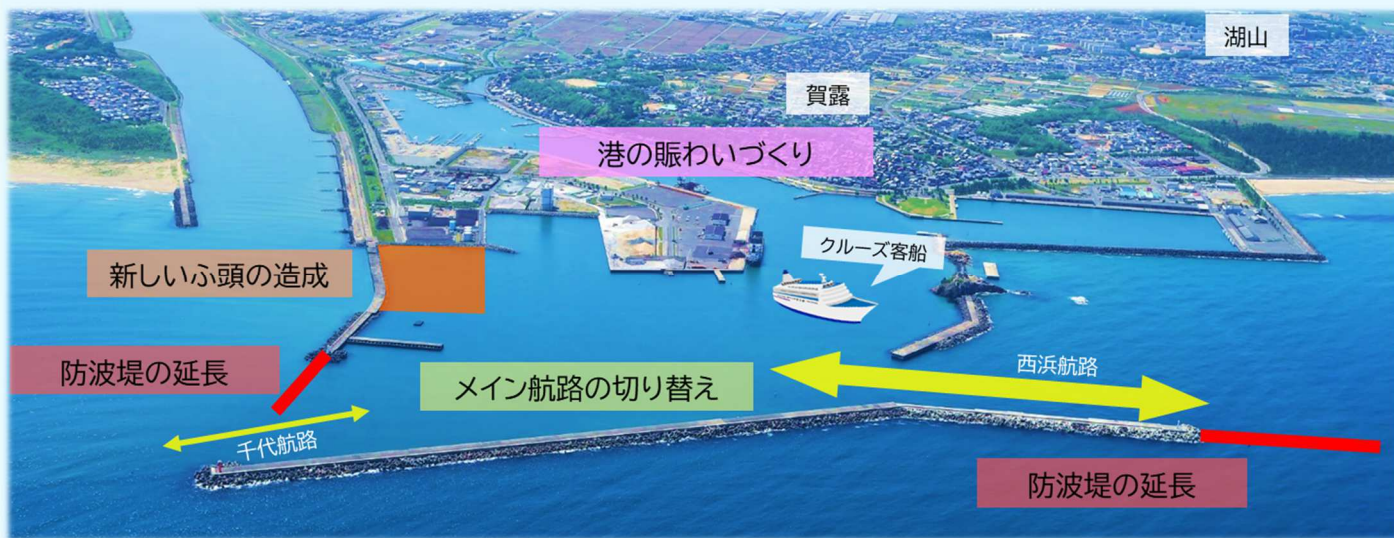 湖山
賀露
港の賑わいづくり
クルーズ客船
新しいふ頭の造成
防波堤の延長
メイン航路の切り替え
西浜航路
千代航路
防波堤の延長